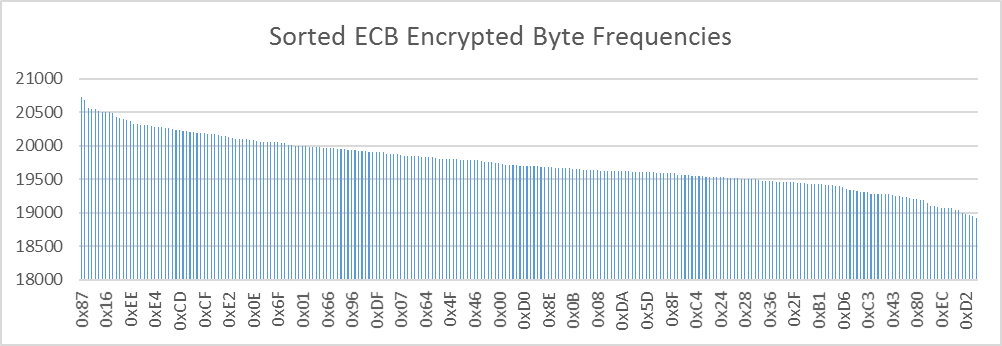 Sorted ECB Encrypted Byte Frequencies
21000
20500
20000
19500
19000
18500
18000
0x87
0x16
0xEE
0xE4
0xCD
0xCF
0xE2
0x0E
0x6F
0x01
0x66
0x96
0xDF
0x07
0x64
0x4F
0x46
0x00
0xD0
0x8E
0x0B
0x08
0xDA
0x5D
0x8F
0xC4
0x24
0x28
0x36
0x2F
0xB1
0xD6
0xC3
0x43
0x80
0xEC
0xD2